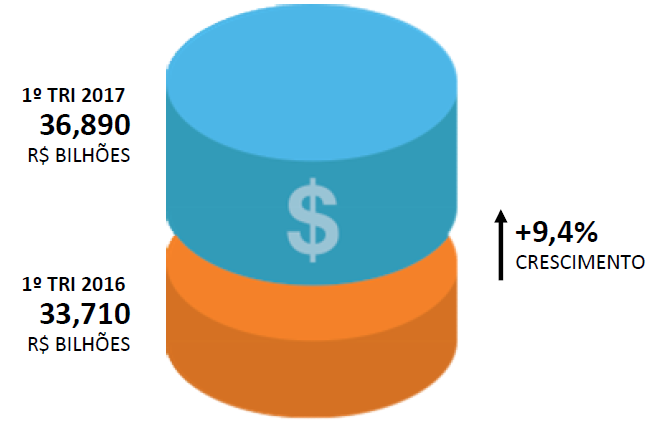 1º TRI 2017
36,890
R$ BILHÕES
$
+9,4%
CRESCIMENTO
1º TRI 2016
33,710
R$ BILHÕES